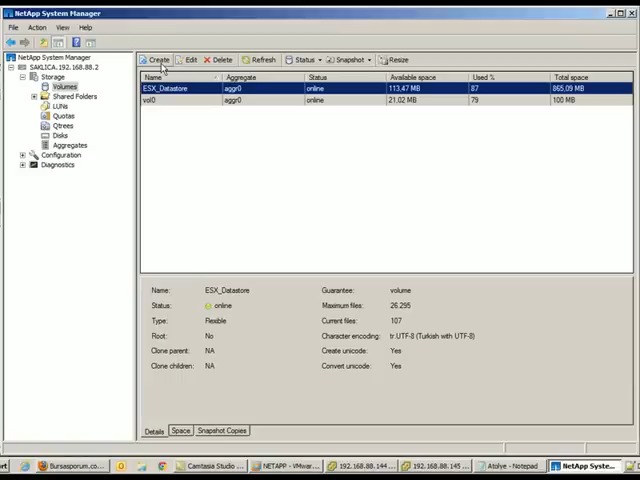 NetApp System Manager
File Action View Help
NetApp System Manager
SAKLICA.192.168.88.2
Storage
Volumes
Shared Folders
LUNs
Quotas
Qtrees
Disks
Aggregates
Configuration
Diagnostics
Create Edit Delete Refresh Status Snapshot Resize
Name Aggregate Status Available space Used % Total space
ESX_Datastore aggr0 online 113,47 MB 87 865,09 MB
vol0 aggr0 online 21,02 MB 79 100 MB
Name: ESX_Datastore Guarantee: volume
Status: online Maximum files: 26.295
Type: Flexible Current files: 107
Root: No Character encoding: tr.UTF-8 (Turkish with UTF-8)
Clone parent: NA Create unicode: Yes
Clone children: NA Convert unicode: Yes
Details Space Snapshot Copies
Bursasporum.co... Camtasia Studio ... NETAPP - VMwar... 192.168.88.144 ... 192.168.88.145 ... Atolye - Notepad NetApp Syste...